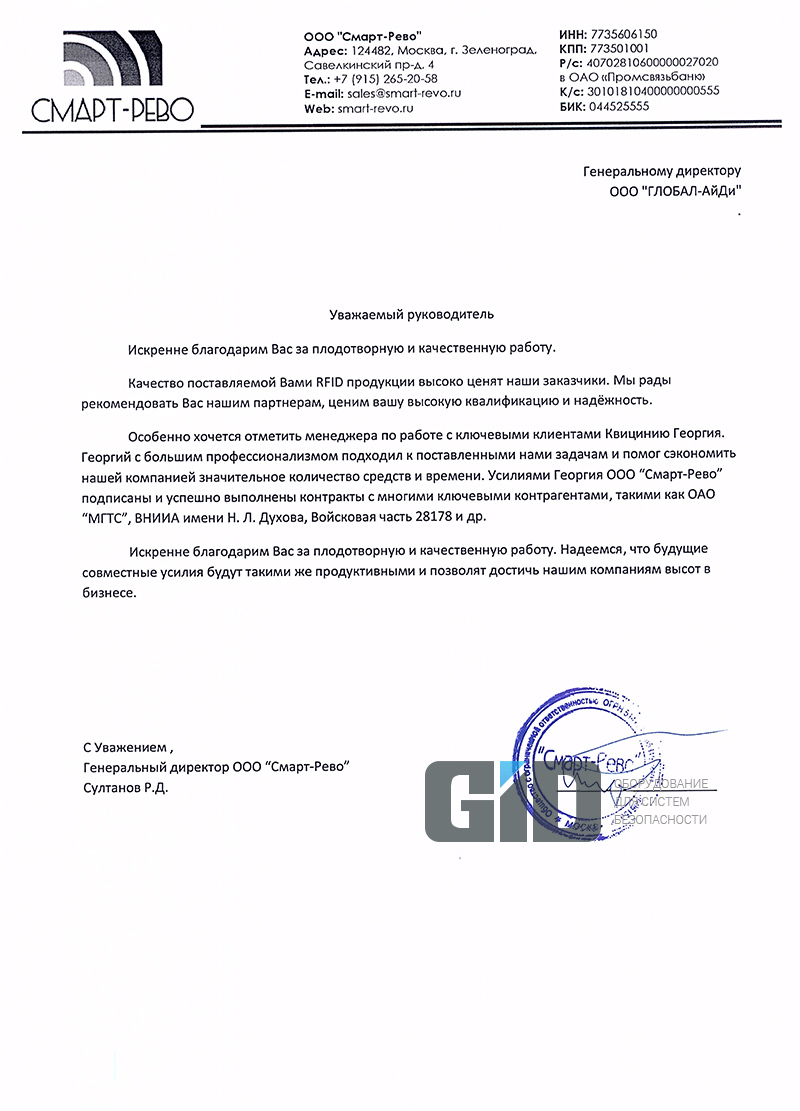 СМАРТ-РЕВО
ООО "Смарт-Рево"
Адрес: 124482, Москва, г. Зеленоград,
Савелкинский пр-д, 4
Тел.: +7 (915) 265-20-58
E-mail: sales@smart-revo.ru
Web: smart-revo.ru
ИНН: 7735606150
КПП: 773501001
Р/с: 40702810600000027020
в ОАО «Промсвязьбанк»
К/с: 30101810400000000555
БИК: 044525555
Генеральному директору
ООО "ГЛОБАЛ-АйДи"
.
Уважаемый руководитель
Искренне благодарим Вас за плодотворную и качественную работу.
Качество поставляемой Вами RFID продукции высоко ценят наши заказчики. Мы рады
рекомендовать Вас нашим партнерам, ценим вашу высокую квалификацию и надёжность.
Особенно хочется отметить менеджера по работе с ключевыми клиентами Квицинию Георгия.
Георгий с большим профессионализмом подходил к поставленными нами задачам и помог сэкономить
нашей компанией значительное количество средств и времени. Усилиями Георгия ООО “Смарт-Рево”
подписаны и успешно выполнены контракты с многими ключевыми контрагентами, такими как ОАО
“МГТС”, ВНИИА имени Н. Л. Духова, Войсковая часть 28178 и др.
Искренне благодарим Вас за плодотворную и качественную работу. Надеемся, что будущие
совместные усилия будут такими же продуктивными и позволят достичь нашим компаниям высот в
бизнесе.
С Уважением ,
Генеральный директор ООО “Смарт-Рево”
Султанов Р.Д.
Общество с ограниченной ответственностью ОГРН
"Смарт-Рево"
МОСКВА
GID
ОБОРУДОВАНИЕ
ДЛЯ СИСТЕМ
БЕЗОПАСНОСТИ